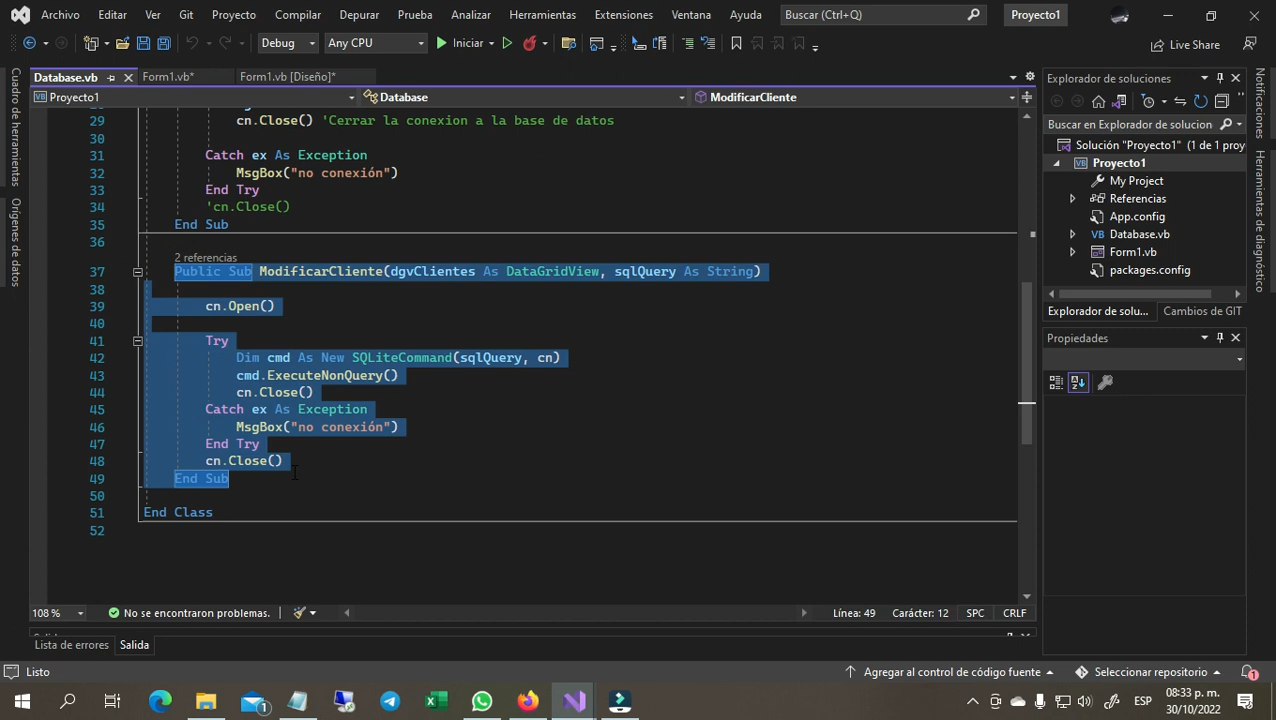 Archivo Editar Ver Git Proyecto Compilar Depurar Prueba Analizar Herramientas Extensiones Ventana Ayuda Buscar (Ctrl+Q) Proyecto1
Debug Any CPU Iniciar Live Share
Database.vb Form1.vb* Form1.vb [Diseño]*
Proyecto1 Database ModificarCliente
Cuadro de herramientas
Orígenes de datos
29 cn.Close() 'Cerrar la conexion a la base de datos
30
31 Catch ex As Exception
32 MsgBox("no conexión")
33 End Try
34 'cn.Close()
35 End Sub
36
2 referencias
37 Public Sub ModificarCliente(dgvClientes As DataGridView, sqlQuery As String)
38
39 cn.Open()
40
41 Try
42 Dim cmd As New SQLiteCommand(sqlQuery, cn)
43 cmd.ExecuteNonQuery()
44 cn.Close()
45 Catch ex As Exception
46 MsgBox("no conexión")
47 End Try
48 cn.Close()
49 End Sub
50
51 End Class
52
108 % No se encontraron problemas. Línea: 49 Carácter: 12 SPC CRLF
Lista de errores Salida
Explorador de soluciones
Buscar en Explorador de solucion
Solución "Proyecto1" (1 de 1 proy
Proyecto1
My Project
Referencias
App.config
Database.vb
Form1.vb
packages.config
Explorador de solu... Cambios de GIT
Propiedades
Notificaciones
Herramientas de diagnóstico
Listo Agregar al control de código fuente Seleccionar repositorio 1
1 ESP 08:33 p. m.
30/10/2022